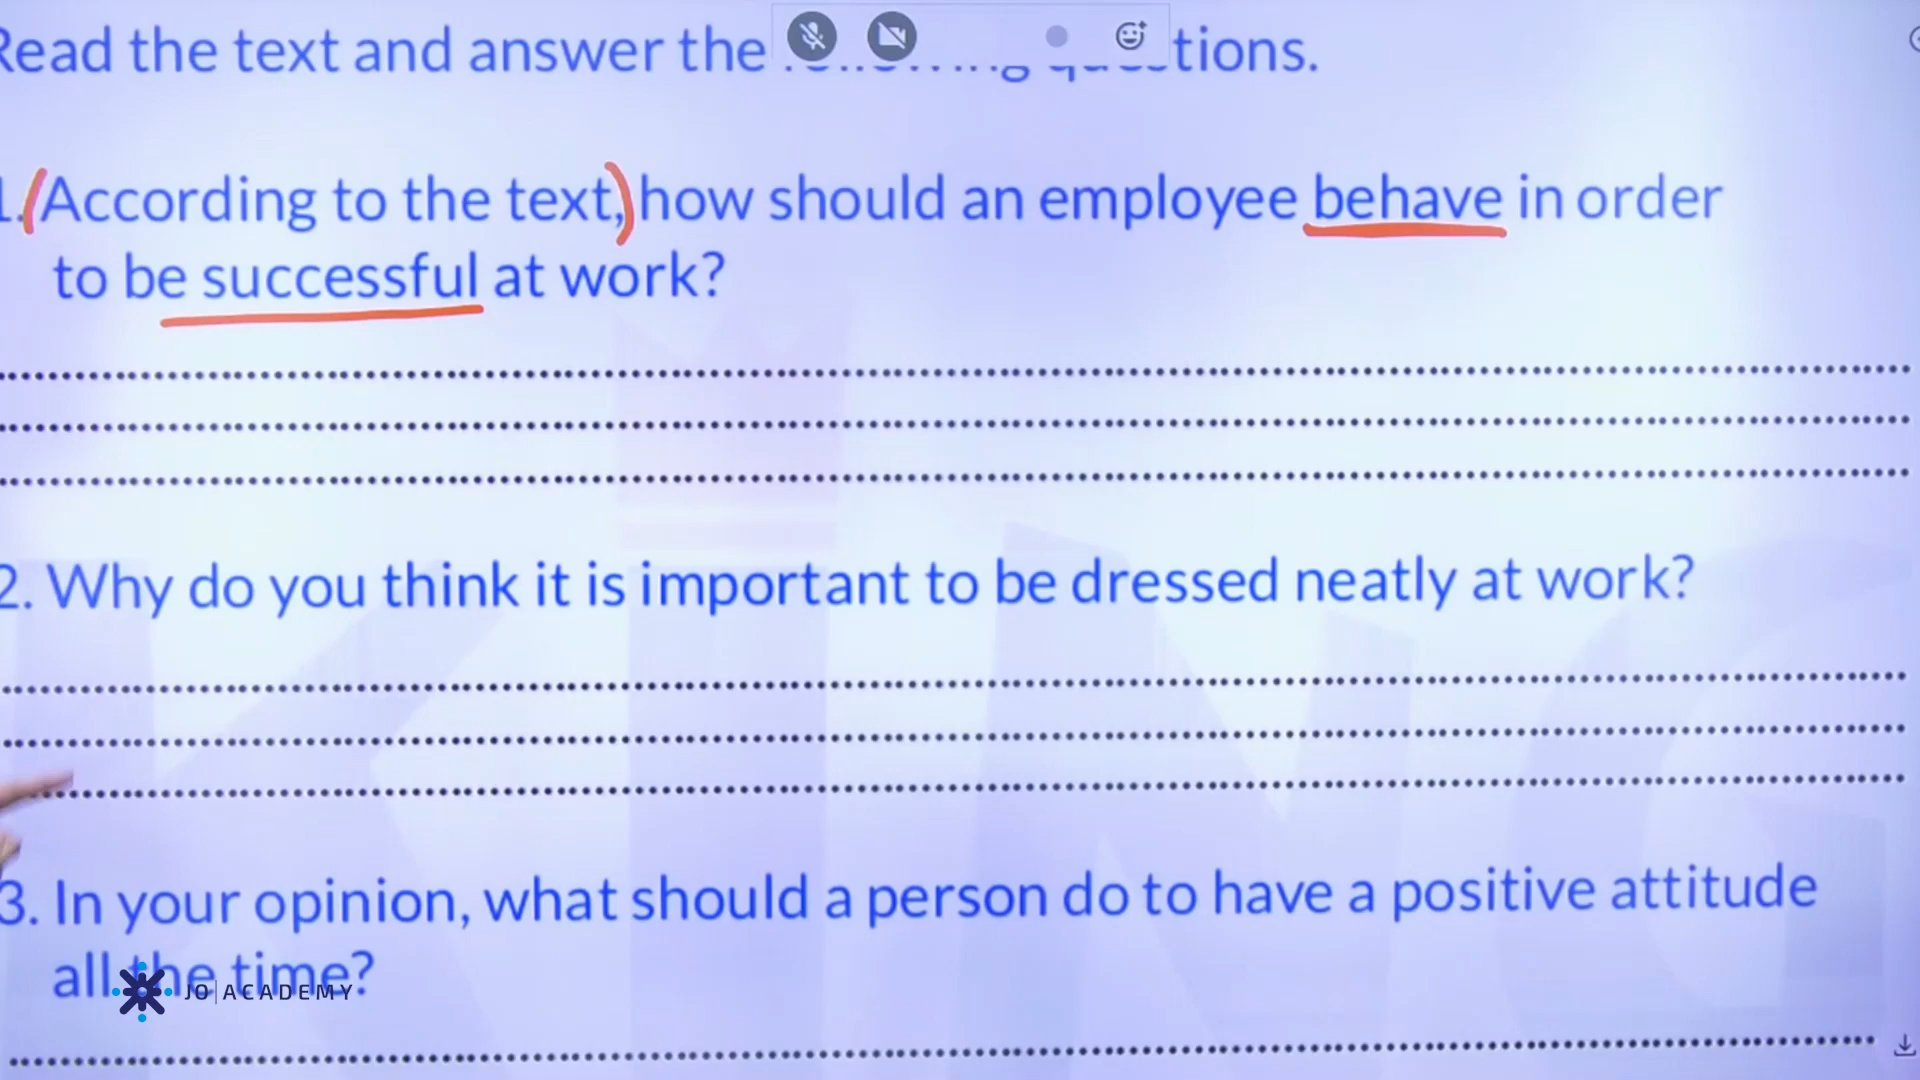 Read the text and answer the following questions.
1. (According to the text,) how should an employee behave in order
to be successful at work?
2. Why do you think it is important to be dressed neatly at work?
3. In your opinion, what should a person do to have a positive attitude
all the time?
JO ACADEMY